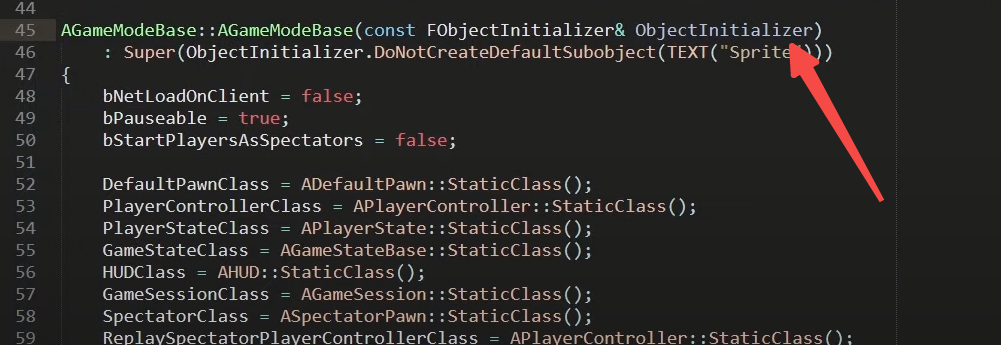 44
45 AGameModeBase::AGameModeBase(const FObjectInitializer& ObjectInitializer)
46 : Super(ObjectInitializer.DoNotCreateDefaultSubobject(TEXT("Sprite")))
47 {
48 bNetLoadOnClient = false;
49 bPauseable = true;
50 bStartPlayersAsSpectators = false;
51
52 DefaultPawnClass = ADefaultPawn::StaticClass();
53 PlayerControllerClass = APlayerController::StaticClass();
54 PlayerStateClass = APlayerState::StaticClass();
55 GameStateClass = AGameStateBase::StaticClass();
56 HUDClass = AHUD::StaticClass();
57 GameSessionClass = AGameSession::StaticClass();
58 SpectatorClass = ASpectatorPawn::StaticClass();
59 ReplaySpectatorPlayerControllerClass = APlayerController::StaticClass();